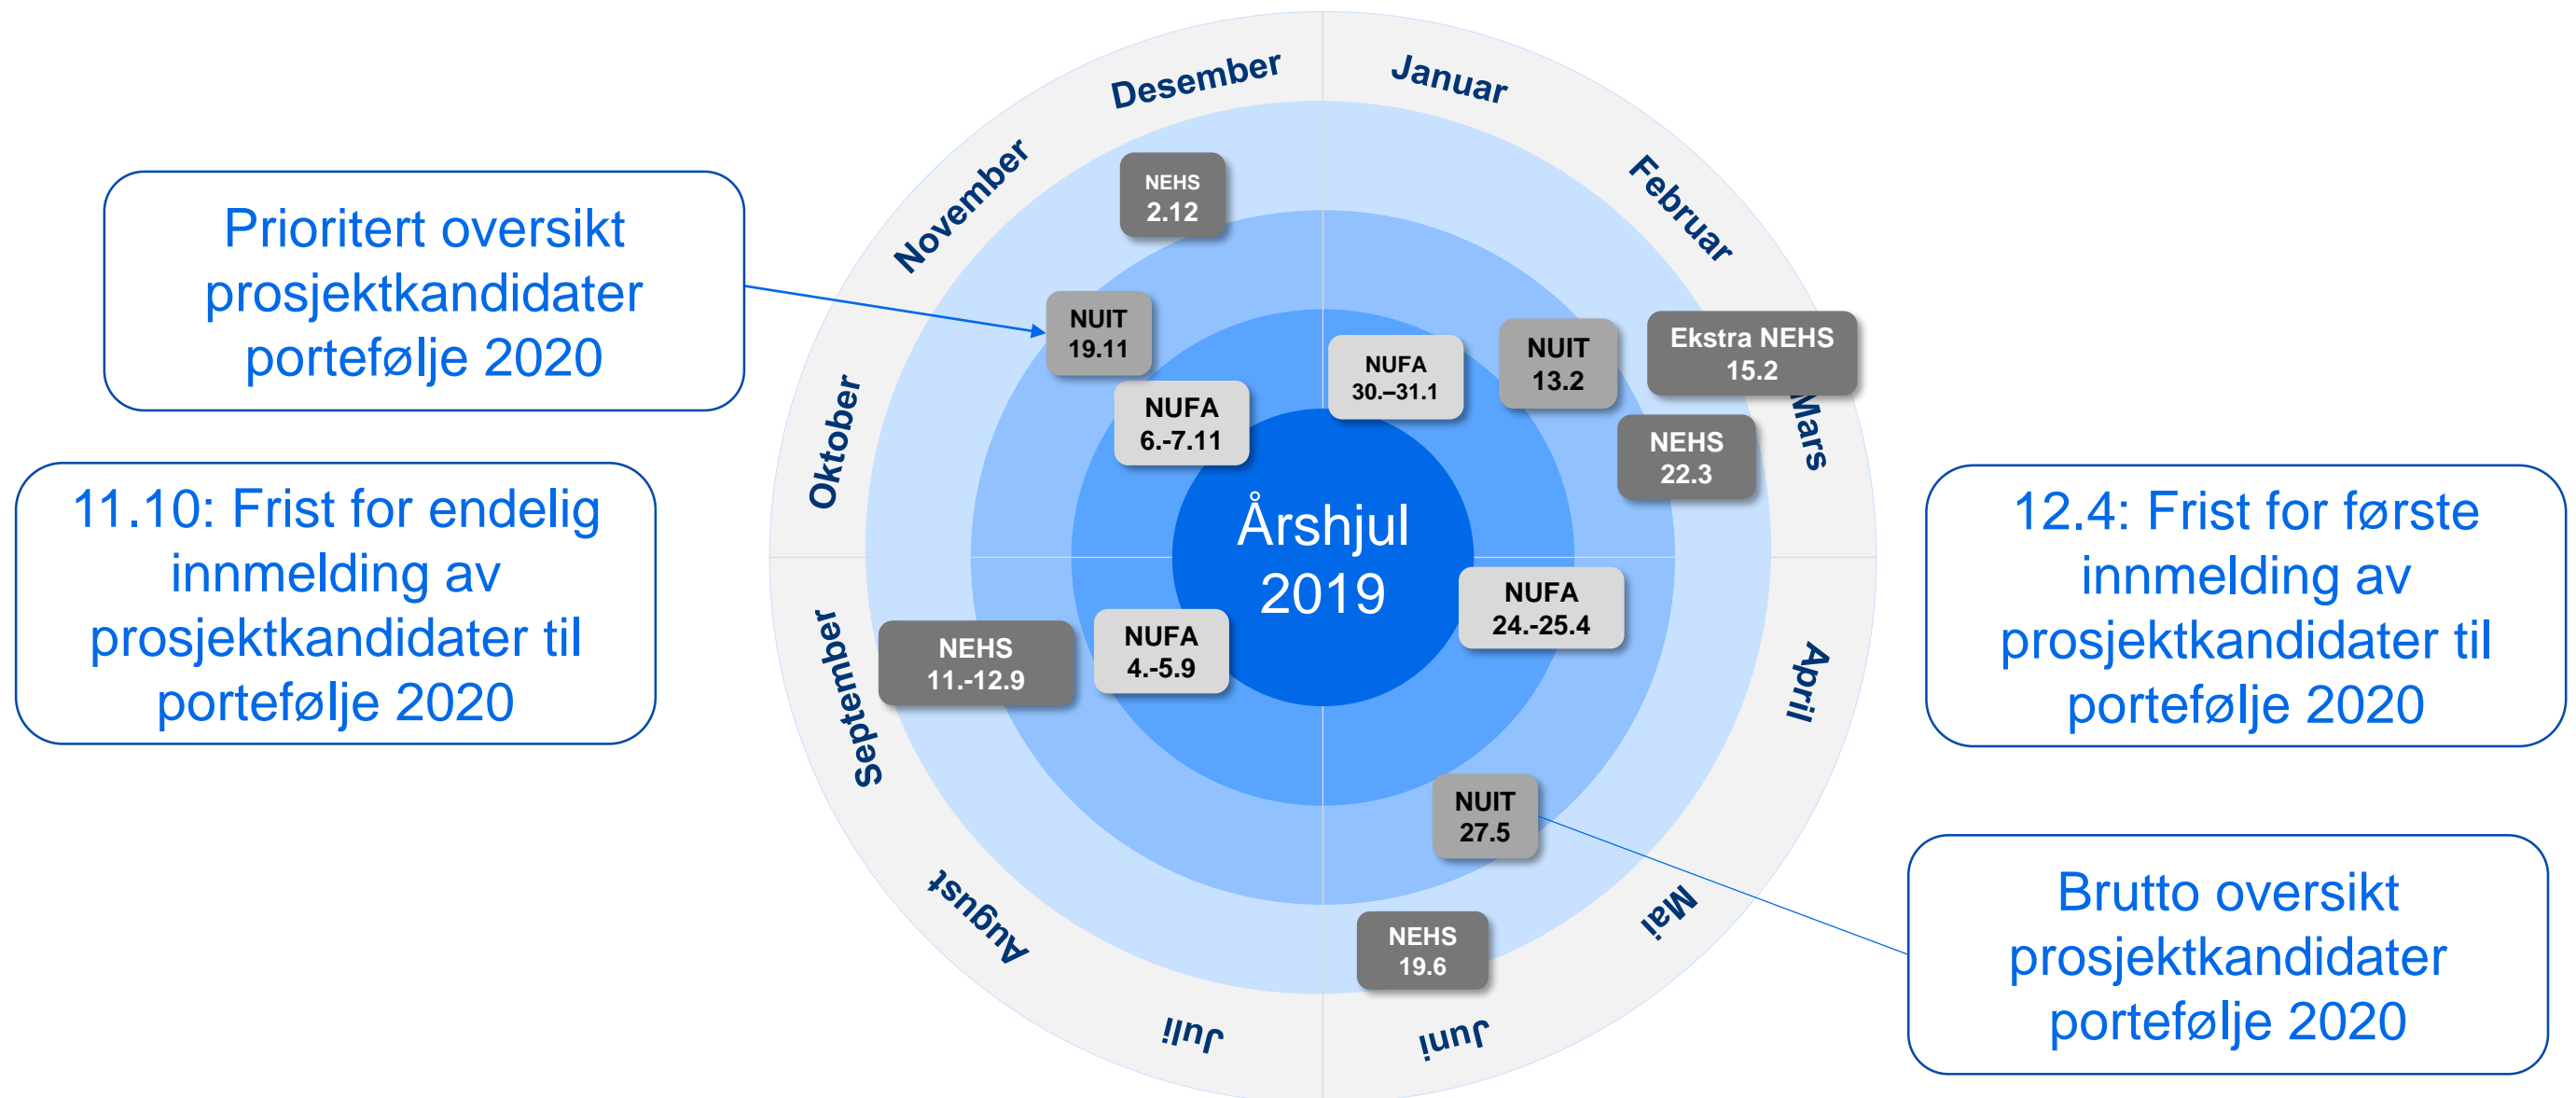 Desember
Januar
November
Februar
Oktober
Mars
September
April
August
Mai
Juli
Juni
Årshjul
2019
NEHS
2.12
NUIT
19.11
NUFA
6.-7.11
NUFA
30.–31.1
NUIT
13.2
Ekstra NEHS
15.2
NEHS
22.3
NEHS
11.-12.9
NUFA
4.-5.9
NUFA
24.-25.4
NUIT
27.5
NEHS
19.6
Prioritert oversikt
prosjektkandidater
portefølje 2020
11.10: Frist for endelig
innmelding av
prosjektkandidater til
portefølje 2020
12.4: Frist for første
innmelding av
prosjektkandidater til
portefølje 2020
Brutto oversikt
prosjektkandidater
portefølje 2020